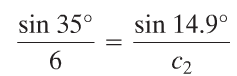 sin 35° / 6 = sin 14.9° / c₂